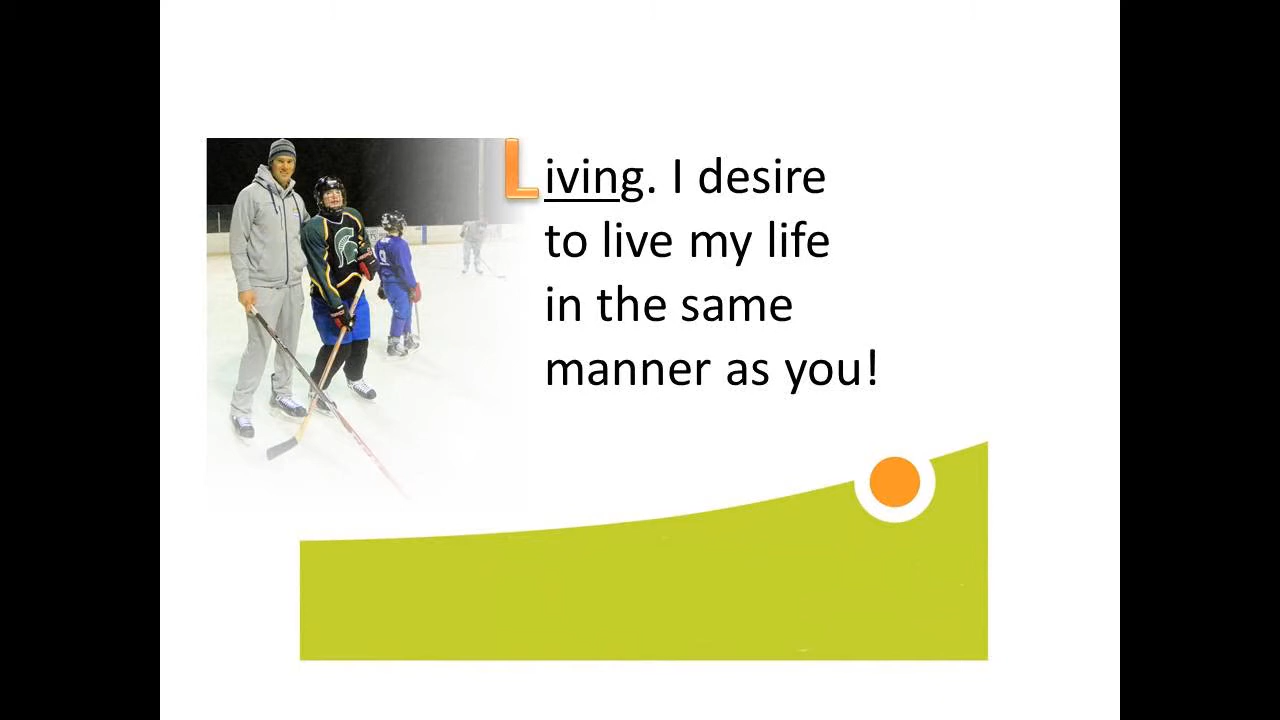 Living. I desire
to live my life
in the same
manner as you!